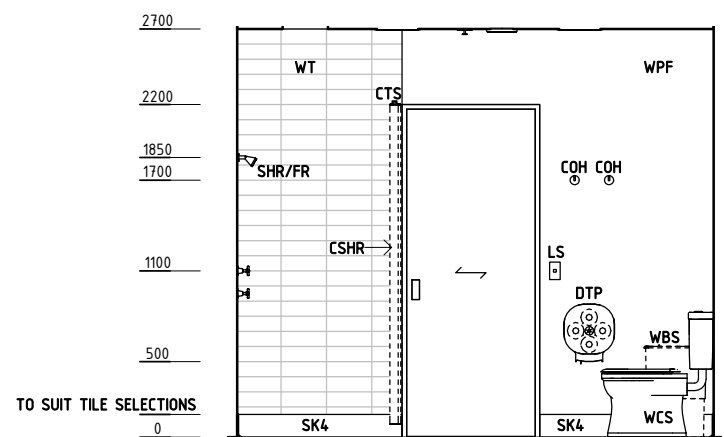 2700
WT
WPF
2200
CTS
1850
1700
SHR/FR
COH COH
CSHR
LS
1100
DTP
WBS
500
TO SUIT TILE SELECTIONS
WCS
0
SK4
SK4